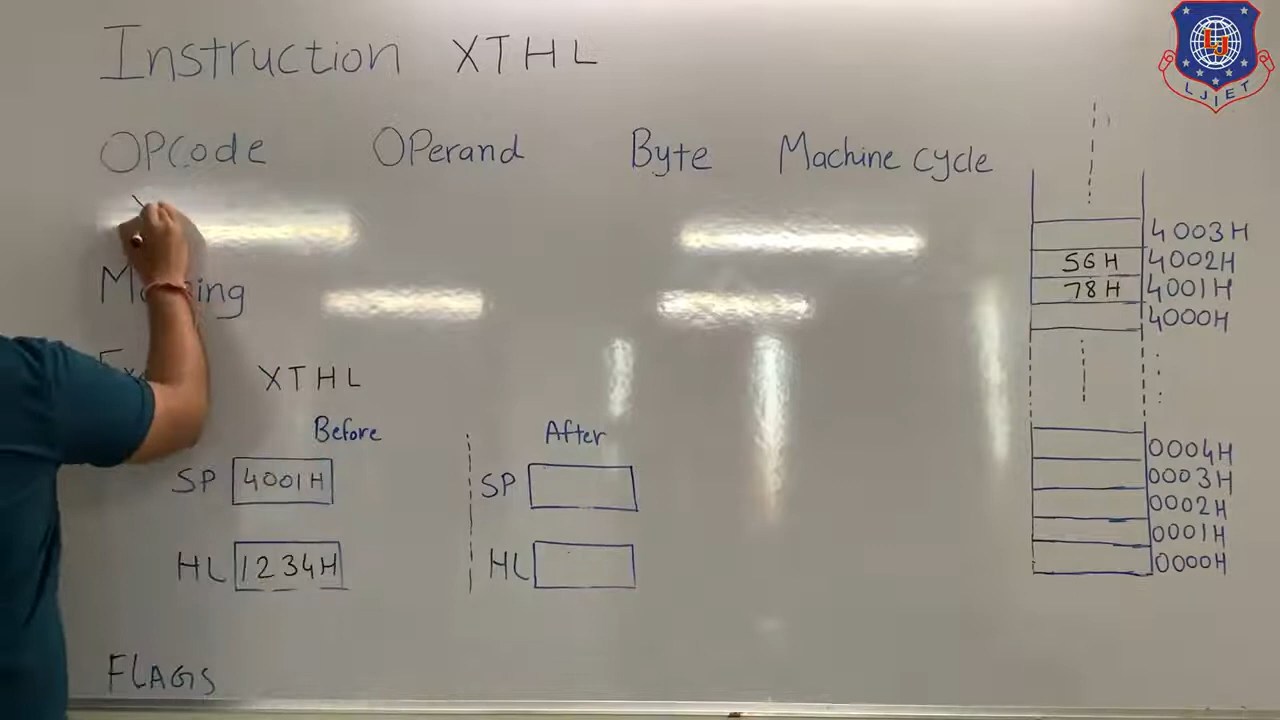 Instruction XTHL
OPCode OPerand Byte Machine cycle
XTHL
Before After
SP 4001H SP
HL 1234H HL
FLAGS
4003H
56H 4002H
78H 4001H
4000H
0004H
0003H
0002H
0001H
0000H
LJ
LJIET